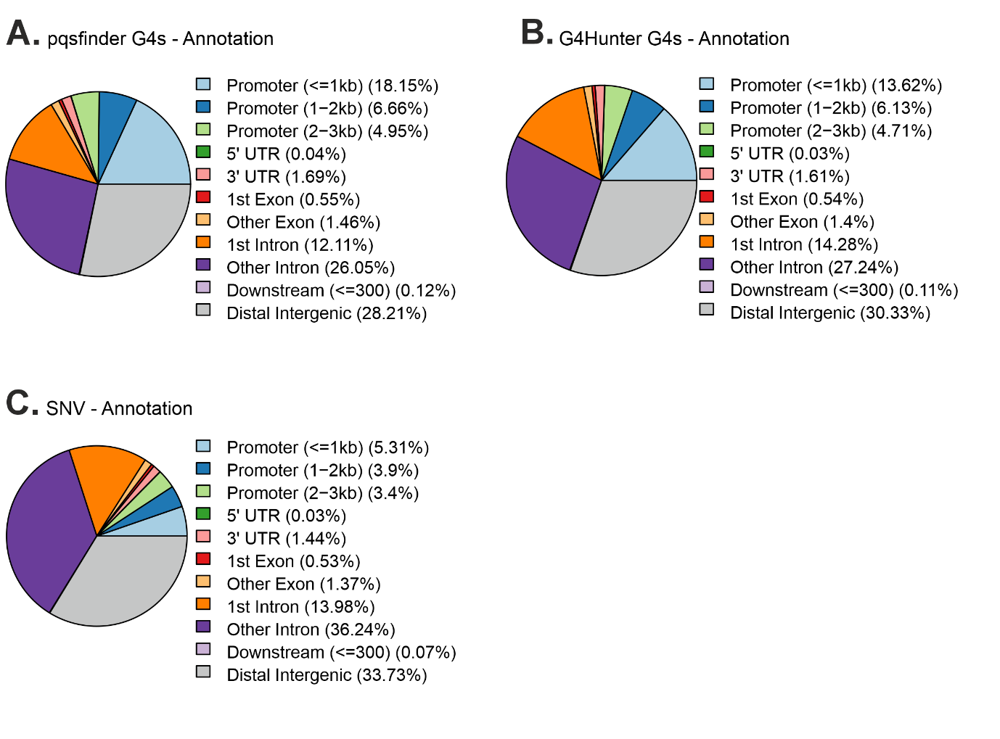 A. pqsfinder G4s - Annotation
Promoter (<=1kb) (18.15%)
Promoter (1−2kb) (6.66%)
Promoter (2−3kb) (4.95%)
5' UTR (0.04%)
3' UTR (1.69%)
1st Exon (0.55%)
Other Exon (1.46%)
1st Intron (12.11%)
Other Intron (26.05%)
Downstream (<=300) (0.12%)
Distal Intergenic (28.21%)
B. G4Hunter G4s - Annotation
Promoter (<=1kb) (13.62%)
Promoter (1−2kb) (6.13%)
Promoter (2−3kb) (4.71%)
5' UTR (0.03%)
3' UTR (1.61%)
1st Exon (0.54%)
Other Exon (1.4%)
1st Intron (14.28%)
Other Intron (27.24%)
Downstream (<=300) (0.11%)
Distal Intergenic (30.33%)
C. SNV - Annotation
Promoter (<=1kb) (5.31%)
Promoter (1−2kb) (3.9%)
Promoter (2−3kb) (3.4%)
5' UTR (0.03%)
3' UTR (1.44%)
1st Exon (0.53%)
Other Exon (1.37%)
1st Intron (13.98%)
Other Intron (36.24%)
Downstream (<=300) (0.07%)
Distal Intergenic (33.73%)